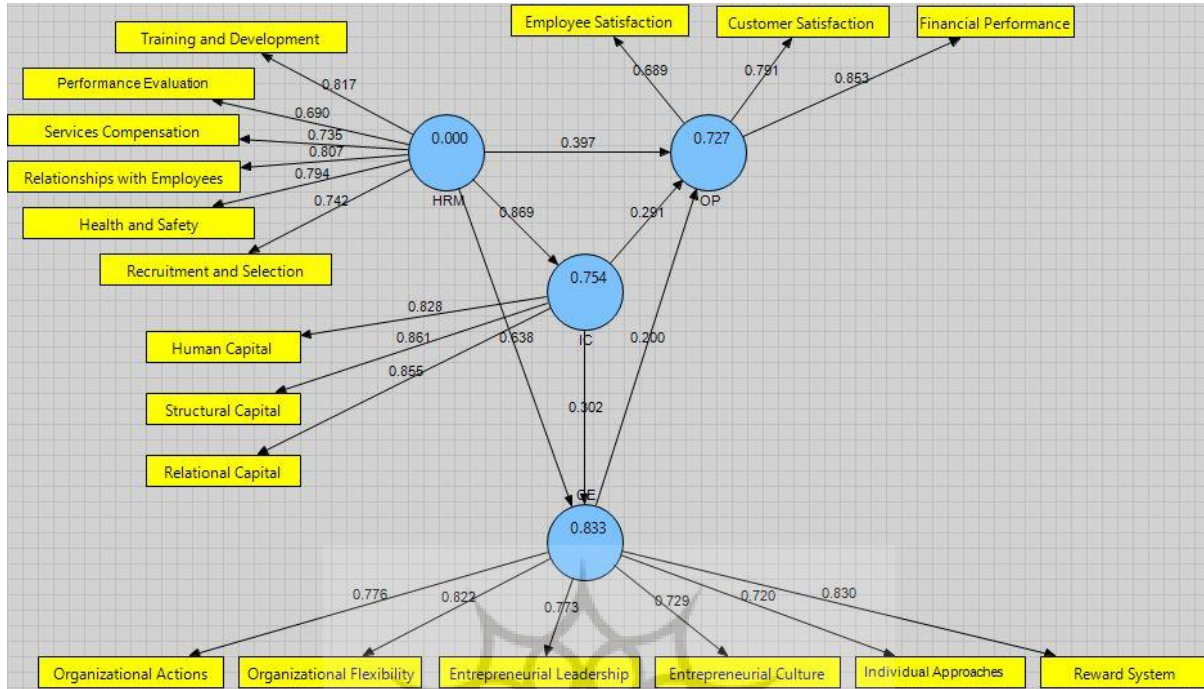 Employee Satisfaction
Customer Satisfaction
Financial Performance
Training and Development
Performance Evaluation
Services Compensation
Relationships with Employees
Health and Safety
Recruitment and Selection
0.817
0.690
0.735
0.807
0.794
0.742
0.689
0.791
0.853
0.000
HRM
0.397
0.727
OP
0.869
0.291
0.754
IC
0.828
0.861
0.855
Human Capital
Structural Capital
Relational Capital
0.638
0.200
0.302
CE
0.833
0.776
0.822
0.773
0.729
0.720
0.830
Organizational Actions
Organizational Flexibility
Entrepreneurial Leadership
Entrepreneurial Culture
Individual Approaches
Reward System